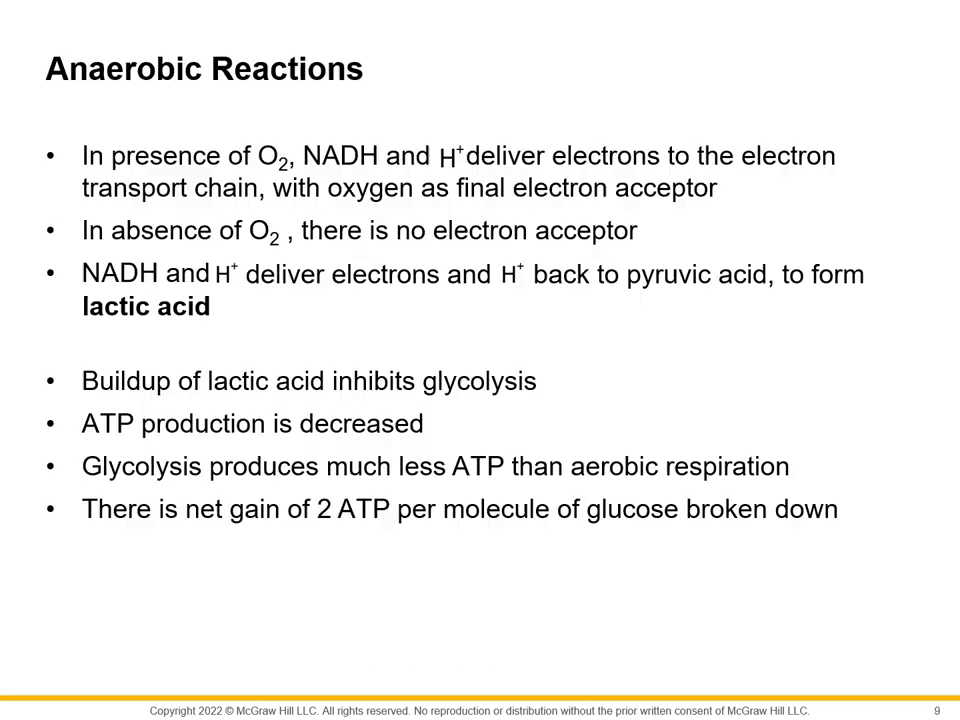 Anaerobic Reactions
• In presence of O₂, NADH and H⁺ deliver electrons to the electron
transport chain, with oxygen as final electron acceptor
• In absence of O₂ , there is no electron acceptor
• NADH and H⁺ deliver electrons and H⁺ back to pyruvic acid, to form
lactic acid
• Buildup of lactic acid inhibits glycolysis
• ATP production is decreased
• Glycolysis produces much less ATP than aerobic respiration
• There is net gain of 2 ATP per molecule of glucose broken down
Copyright 2022 © McGraw Hill LLC. All rights reserved. No reproduction or distribution without the prior written consent of McGraw Hill LLC. 9